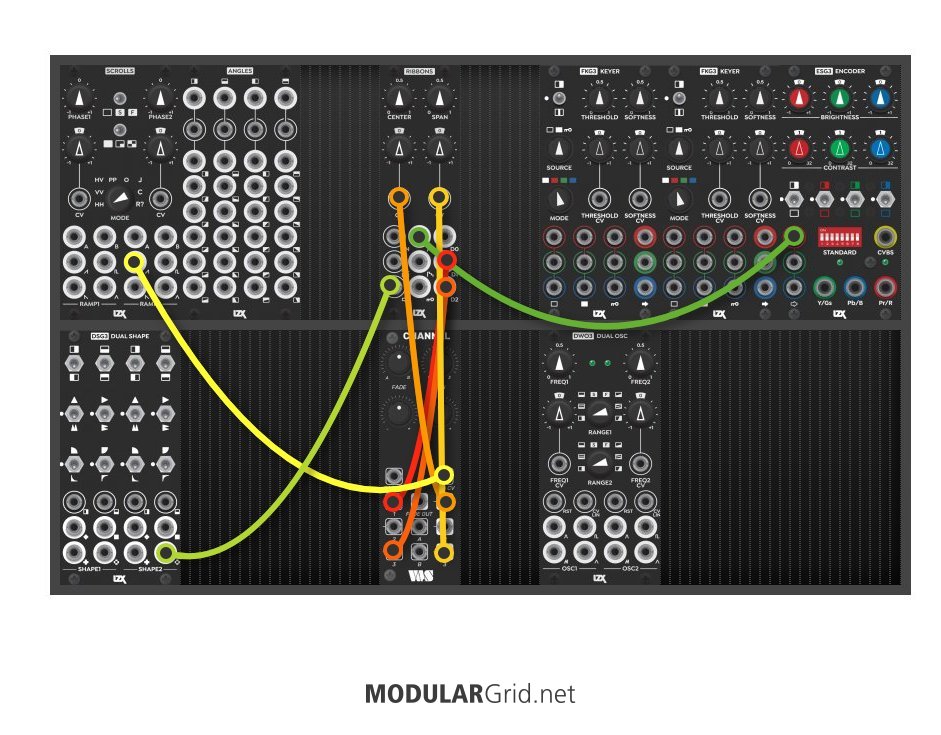 SCROLLS
ANGLES
RIBBONS
FKG3 KEYER
FKG3 KEYER
ESG3 ENCODER
PHASE1
PHASE2
CENTER
SPAN
THRESHOLD
SOFTNESS
THRESHOLD
SOFTNESS
BRIGHTNESS
SOURCE
SOURCE
CONTRAST
HV PP O J
VV C
HH R?
CV
MODE
CV
MODE
THRESHOLD CV
SOFTNESS CV
MODE
THRESHOLD CV
SOFTNESS CV
STANDARD
CVBS
D2
RAMP1
Y/Gs
Pb/B
Pr/R
LZX
LZX
LZX
LZX
LZX
DSG3 DUAL SHAPE
CHANNEL
DWO3 DUAL OSC
FADE
FREQ1
FREQ2
RANGE1
RANGE2
FREQ1 CV
FREQ2 CV
RST
RST
FADE OUT
SHAPE1
SHAPE2
OSC1
OSC2
LZX
VAS
LZX
MODULARGrid.net